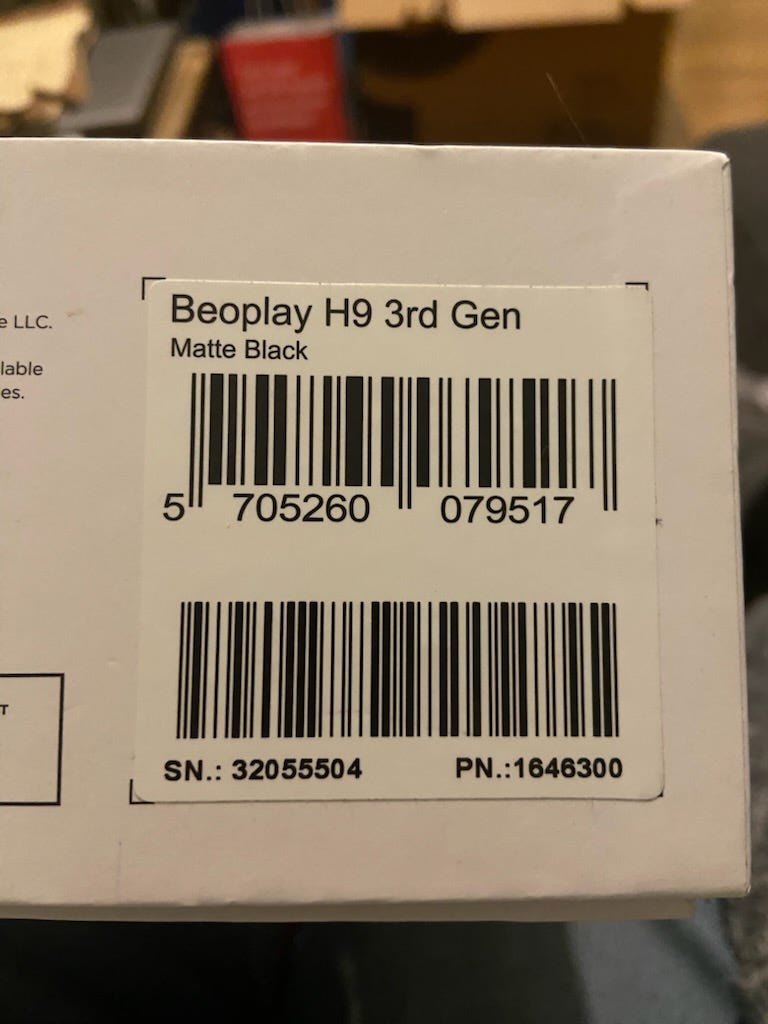 e LLC.
lable
es.
Beoplay H9 3rd Gen
Matte Black
5 705260 079517
T
SN.: 32055504 PN.:1646300